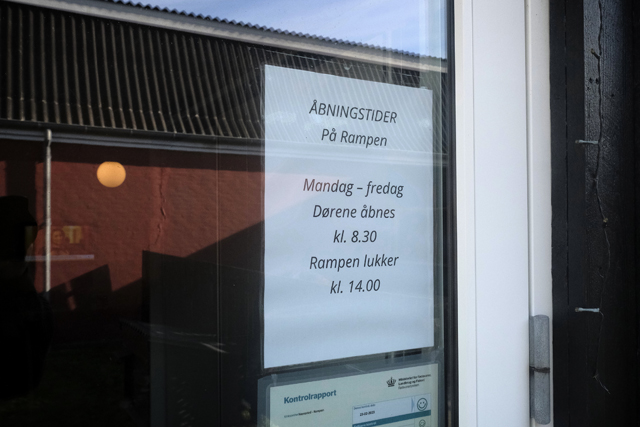 ÅBNINGSTIDER
På Rampen
Mandag – fredag
Dørene åbnes
kl. 8.30
Rampen lukker
kl. 14.00
Kontrolrapport